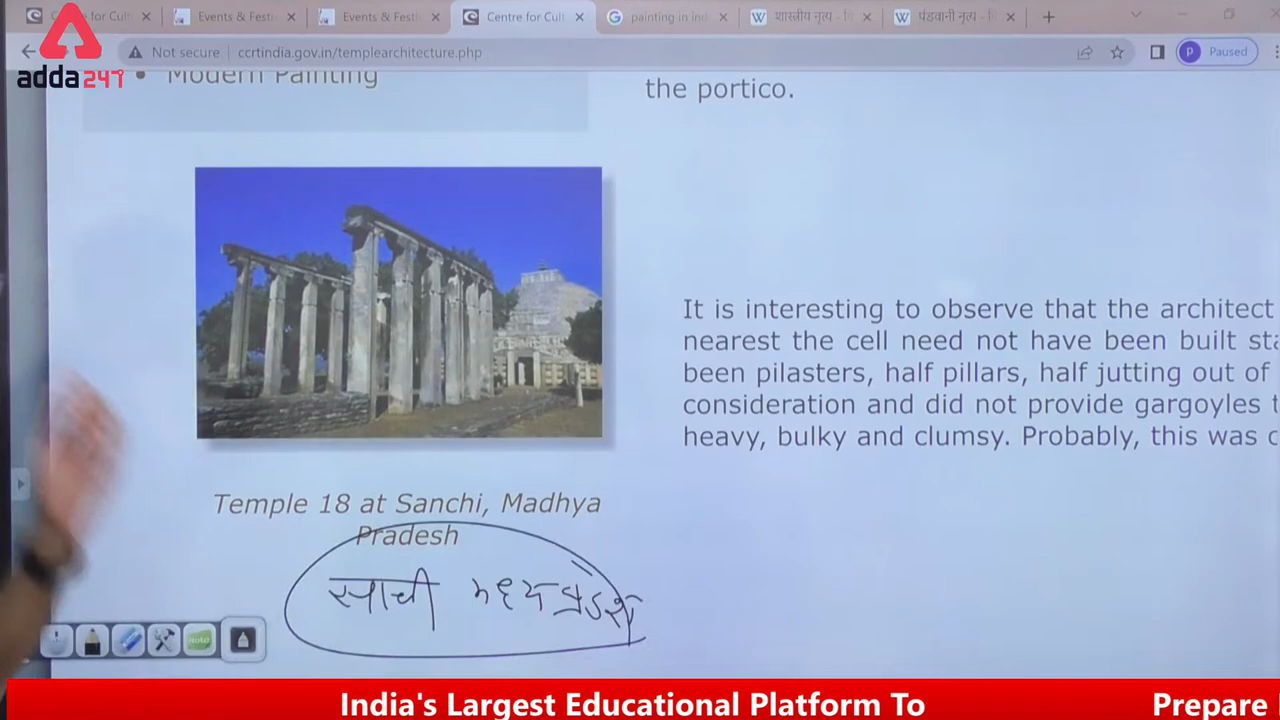 Centre for Cult
Events & Festi
Events & Festi
Centre for Cult
painting in ind
शास्त्रीय नृत्य - वि
पंडवानी नृत्य - वि
Not secure
ccrtindia.gov.in/templearchitecture.php
Paused
adda247
Modern Painting
the portico.
It is interesting to observe that the architect
nearest the cell need not have been built sta
been pilasters, half pillars, half jutting out of
consideration and did not provide gargoyles t
heavy, bulky and clumsy. Probably, this was c
Temple 18 at Sanchi, Madhya
Pradesh
साची मध्य प्रदेश
Note
India's Largest Educational Platform To Prepare